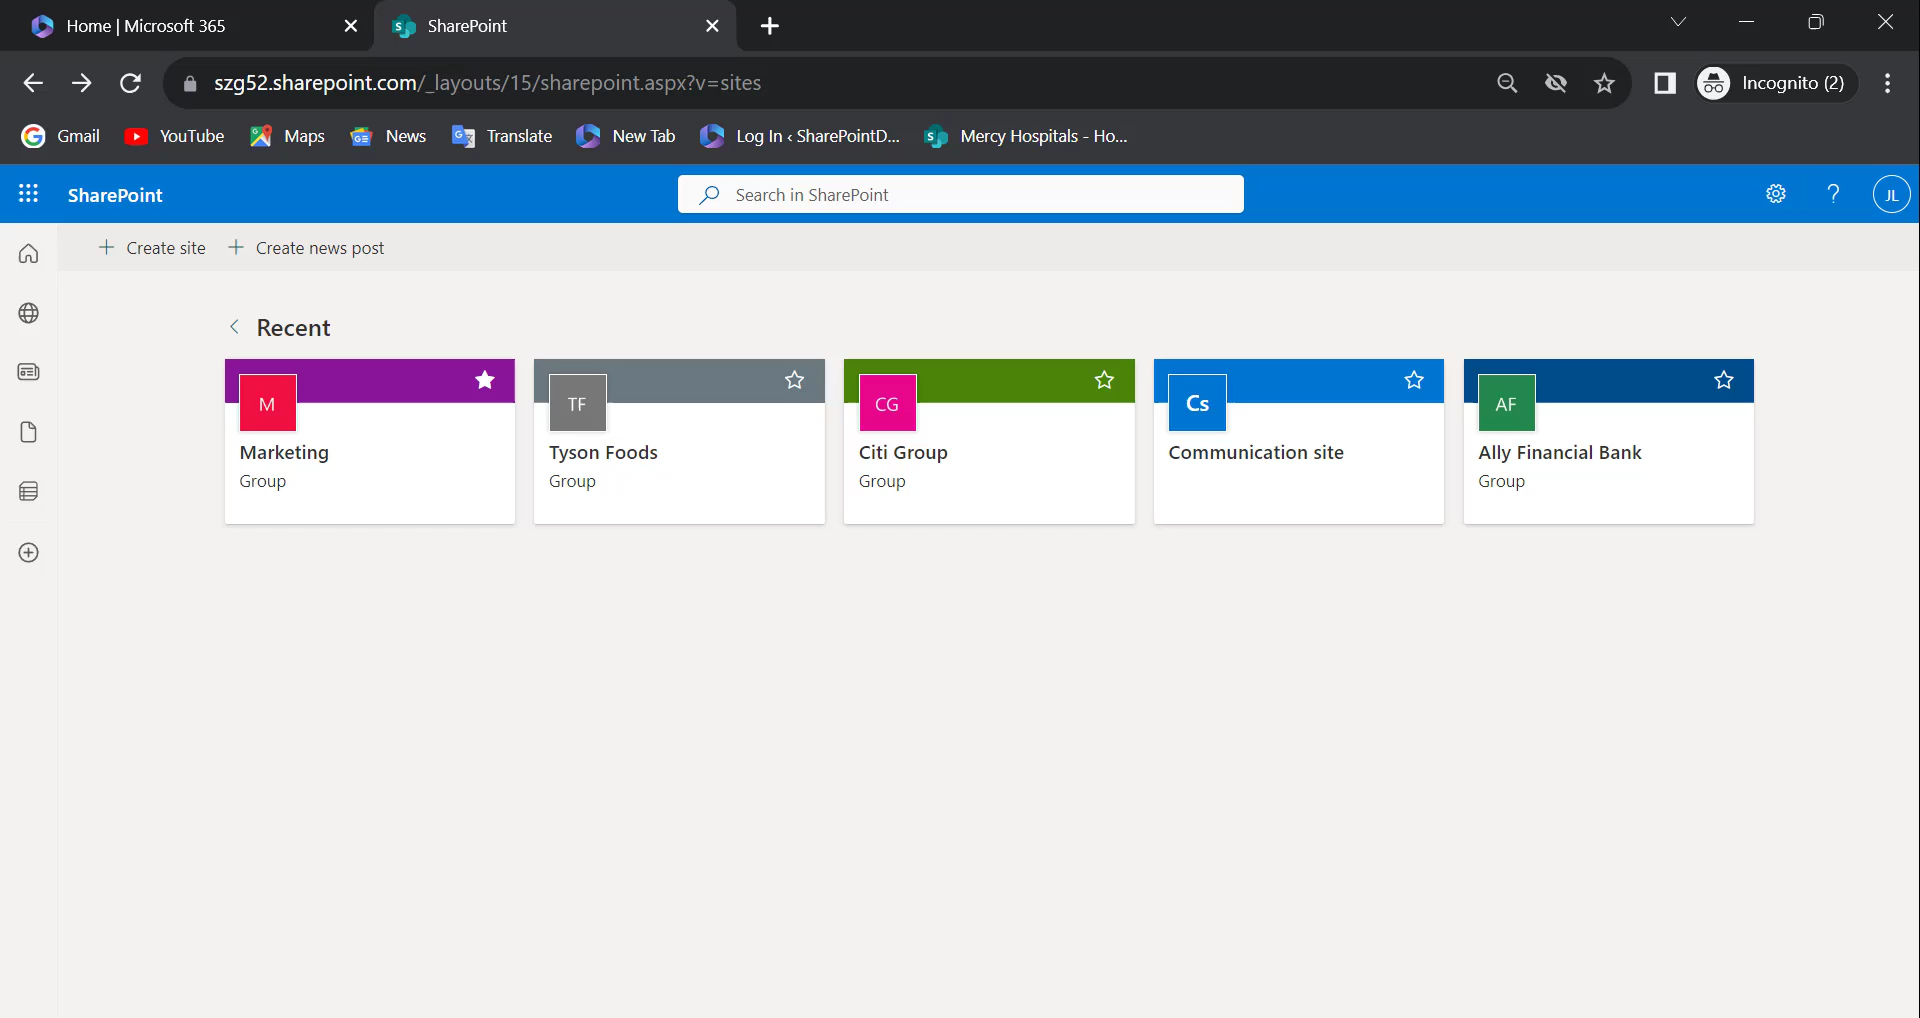 Home | Microsoft 365
SharePoint
szg52.sharepoint.com/_layouts/15/sharepoint.aspx?v=sites
Incognito (2)
Gmail YouTube Maps News Translate New Tab Log In ‹ SharePointD... Mercy Hospitals - Ho...
SharePoint
Search in SharePoint
?
JL
+ Create site + Create news post
Recent
M
Marketing
Group
TF
Tyson Foods
Group
CG
Citi Group
Group
Cs
Communication site
AF
Ally Financial Bank
Group